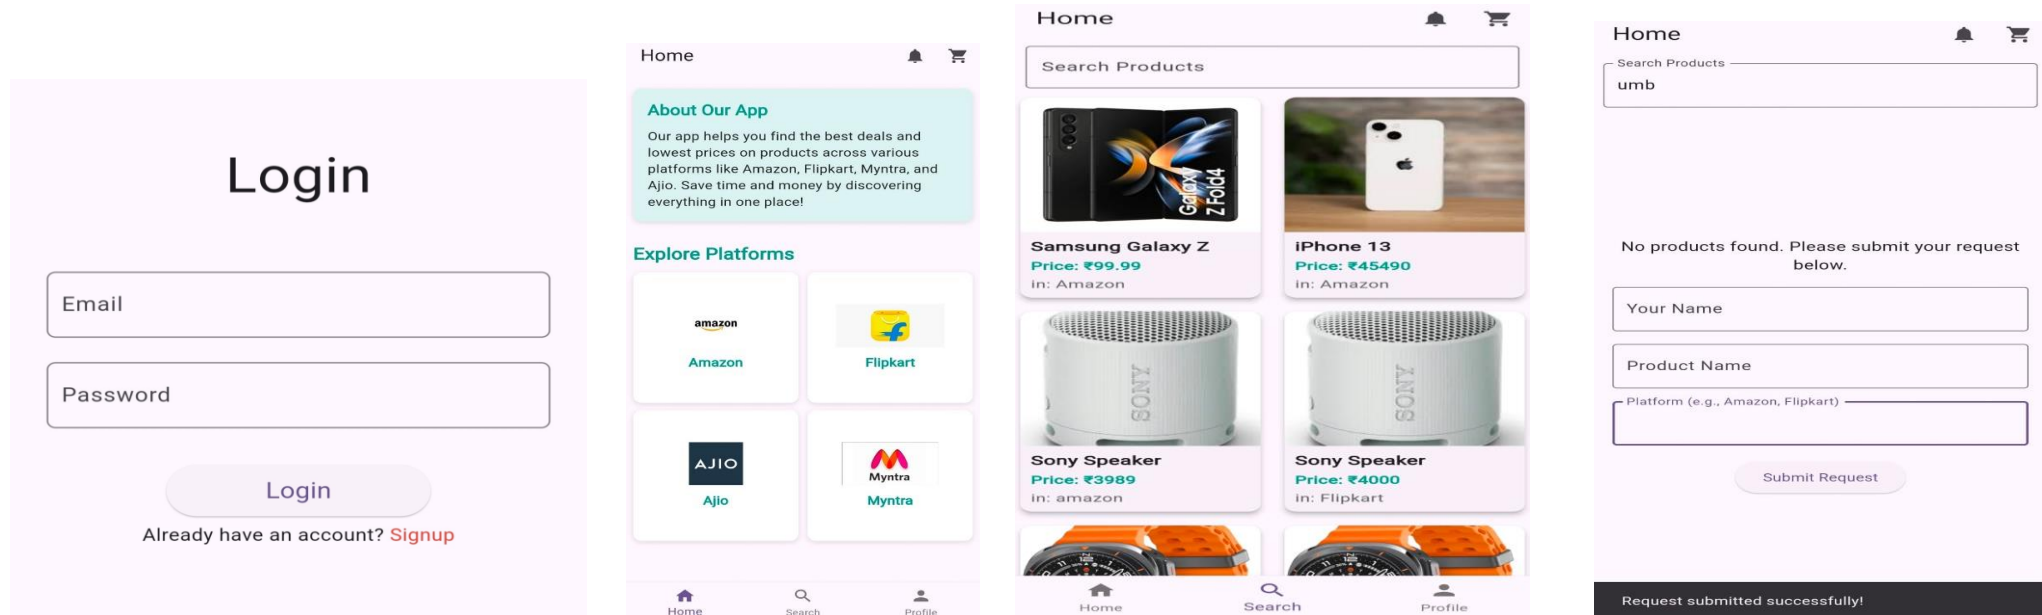 Login
Email
Password
Login
Already have an account? Signup
Home
About Our App
Our app helps you find the best deals and
lowest prices on products across various
platforms like Amazon, Flipkart, Myntra, and
Ajio. Save time and money by discovering
everything in one place!
Explore Platforms
amazon
Amazon
Flipkart
AJIO
Ajio
Myntra
Myntra
Home
Search
Profile
Home
Search Products
Galaxy
Z Fold4
Samsung Galaxy Z
Price: ₹99.99
in: Amazon
iPhone 13
Price: ₹45490
in: Amazon
SONY
Sony Speaker
Price: ₹3989
in: amazon
SONY
Sony Speaker
Price: ₹4000
in: Flipkart
Home
Search
Profile
Home
Search Products
umb
No products found. Please submit your request
below.
Your Name
Product Name
Platform (e.g., Amazon, Flipkart)
Submit Request
Request submitted successfully!